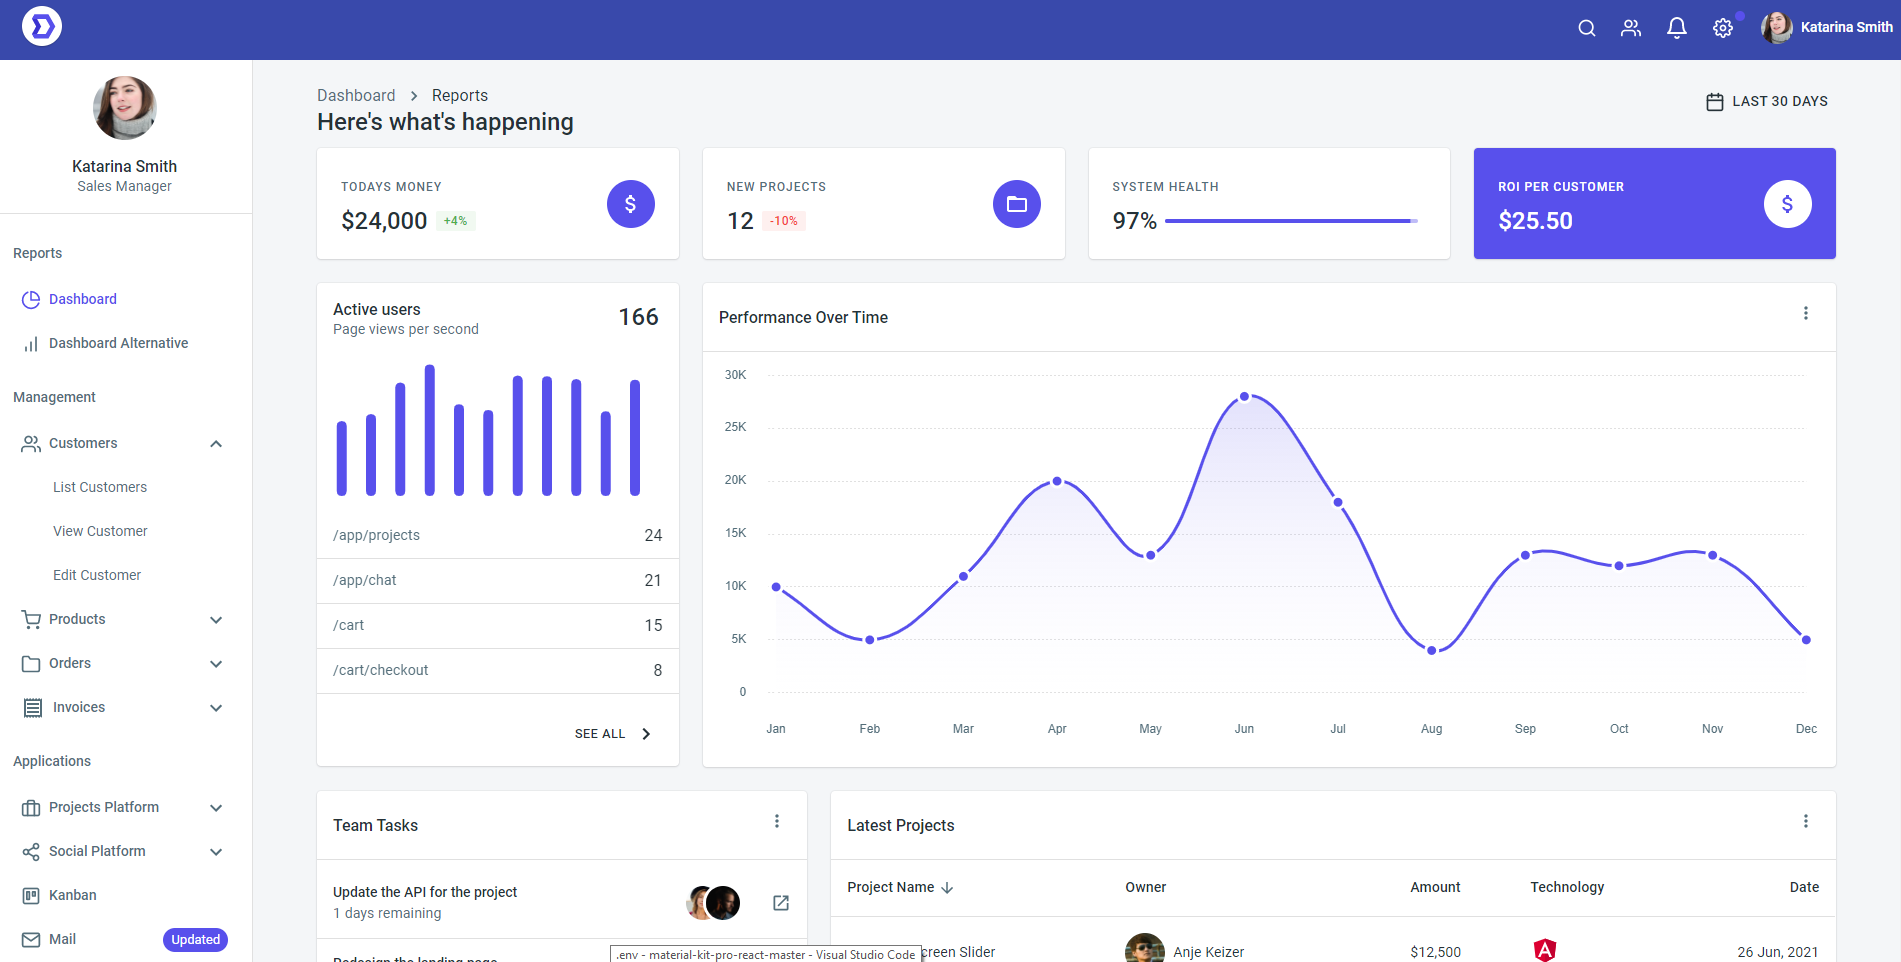 Katarina Smith
Katarina Smith
Sales Manager
Reports
Dashboard
Dashboard Alternative
Management
Customers
List Customers
View Customer
Edit Customer
Products
Orders
Invoices
Applications
Projects Platform
Social Platform
Kanban
Mail Updated
Dashboard > Reports
Here's what's happening
LAST 30 DAYS
TODAYS MONEY
$24,000 +4%
$
NEW PROJECTS
12 -10%
SYSTEM HEALTH
97%
ROI PER CUSTOMER
$25.50
$
Active users
Page views per second
166
/app/projects 24
/app/chat 21
/cart 15
/cart/checkout 8
SEE ALL
Performance Over Time
30K
25K
20K
15K
10K
5K
0
Jan Feb Mar Apr May Jun Jul Aug Sep Oct Nov Dec
Team Tasks
Update the API for the project
1 days remaining
Redesign the landing page
Latest Projects
Project Name Owner Amount Technology Date
creen Slider Anje Keizer $12,500 A 26 Jun, 2021
.env - material-kit-pro-react-master - Visual Studio Code